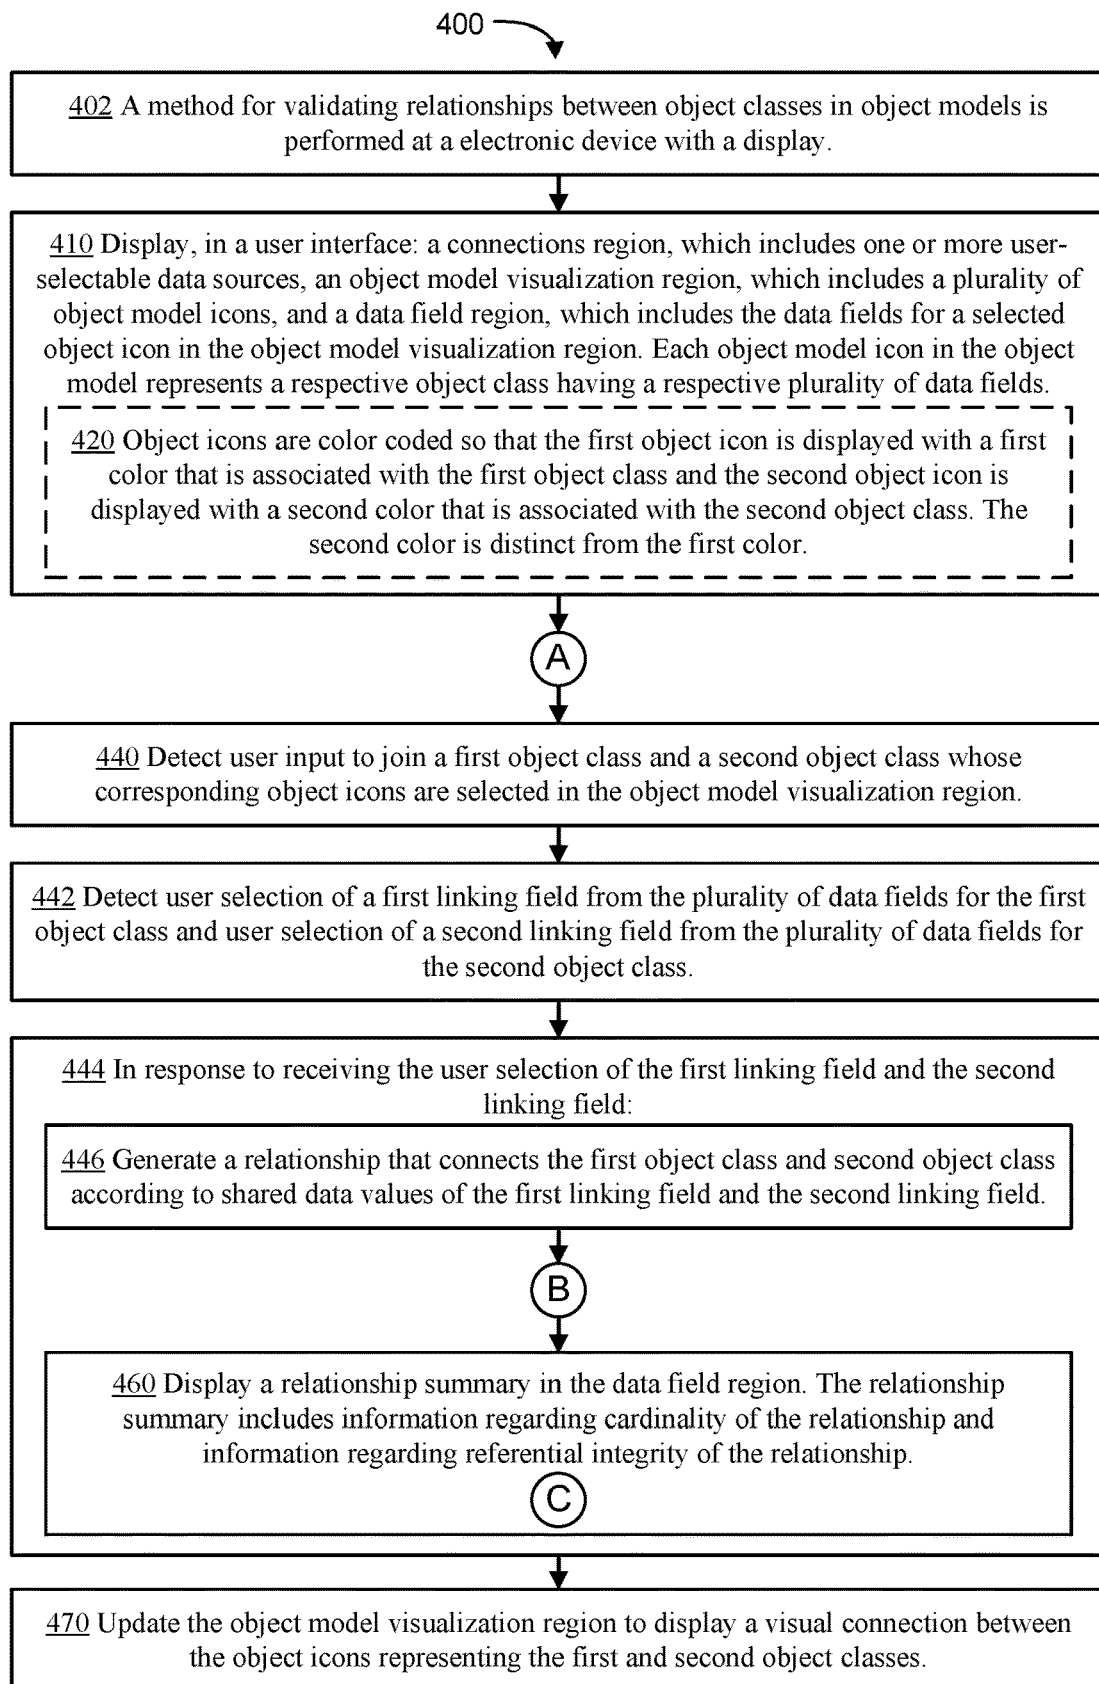 400
402 A method for validating relationships between object classes in object models is
performed at a electronic device with a display.
410 Display, in a user interface: a connections region, which includes one or more user-
selectable data sources, an object model visualization region, which includes a plurality of
object model icons, and a data field region, which includes the data fields for a selected
object icon in the object model visualization region. Each object model icon in the object
model represents a respective object class having a respective plurality of data fields.
420 Object icons are color coded so that the first object icon is displayed with a first
color that is associated with the first object class and the second object icon is
displayed with a second color that is associated with the second object class. The
second color is distinct from the first color.
A
440 Detect user input to join a first object class and a second object class whose
corresponding object icons are selected in the object model visualization region.
442 Detect user selection of a first linking field from the plurality of data fields for the first
object class and user selection of a second linking field from the plurality of data fields for
the second object class.
444 In response to receiving the user selection of the first linking field and the second
linking field:
446 Generate a relationship that connects the first object class and second object class
according to shared data values of the first linking field and the second linking field.
B
460 Display a relationship summary in the data field region. The relationship
summary includes information regarding cardinality of the relationship and
information regarding referential integrity of the relationship.
C
470 Update the object model visualization region to display a visual connection between
the object icons representing the first and second object classes.